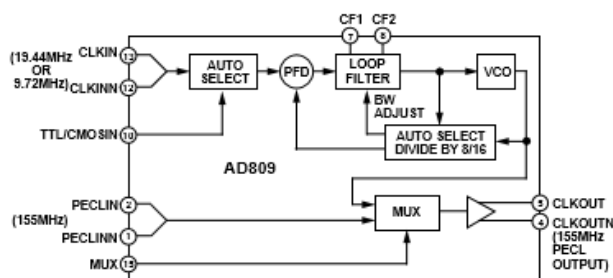 CF1 CF2
7 8
(19.44MHz
OR
9.72MHz)
CLKIN 13
CLKINN 12
AUTO
SELECT
PFD
LOOP
FILTER
VCO
BW
ADJUST
TTL/CMOSIN 10
AUTO SELECT
DIVIDE BY 8/16
AD809
PECLIN 2
(155MHz)
PECLINN 1
MUX
5 CLKOUT
4 CLKOUTN
(155MHz
PECL
OUTPUT)
MUX 15